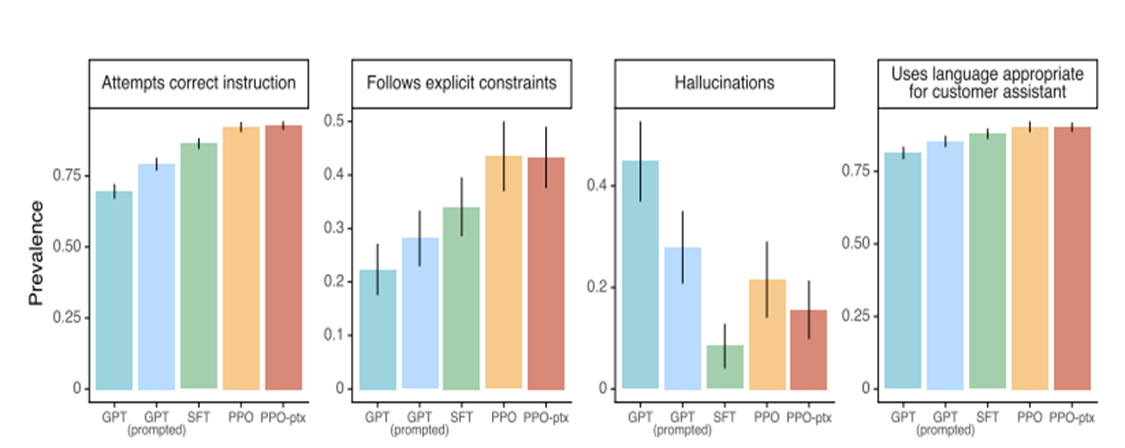 Attempts correct instruction
Follows explicit constraints
Hallucinations
Uses language appropriate
for customer assistant
Prevalence
0.75
0.50
0.25
0
GPT
GPT
(prompted)
SFT
PPO
PPO-ptx
0.5
0.4
0.3
0.2
0.1
0
GPT
GPT
(prompted)
SFT
PPO
PPO-ptx
0.4
0.2
0
GPT
GPT
(prompted)
SFT
PPO
PPO-ptx
0.75
0.50
0.25
0
GPT
GPT
(prompted)
SFT
PPO
PPO-ptx